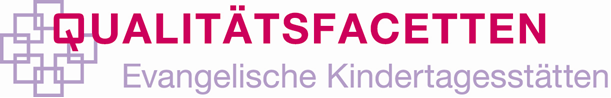 QUALITÄTSFACETTEN
Evangelische Kindertagesstätten